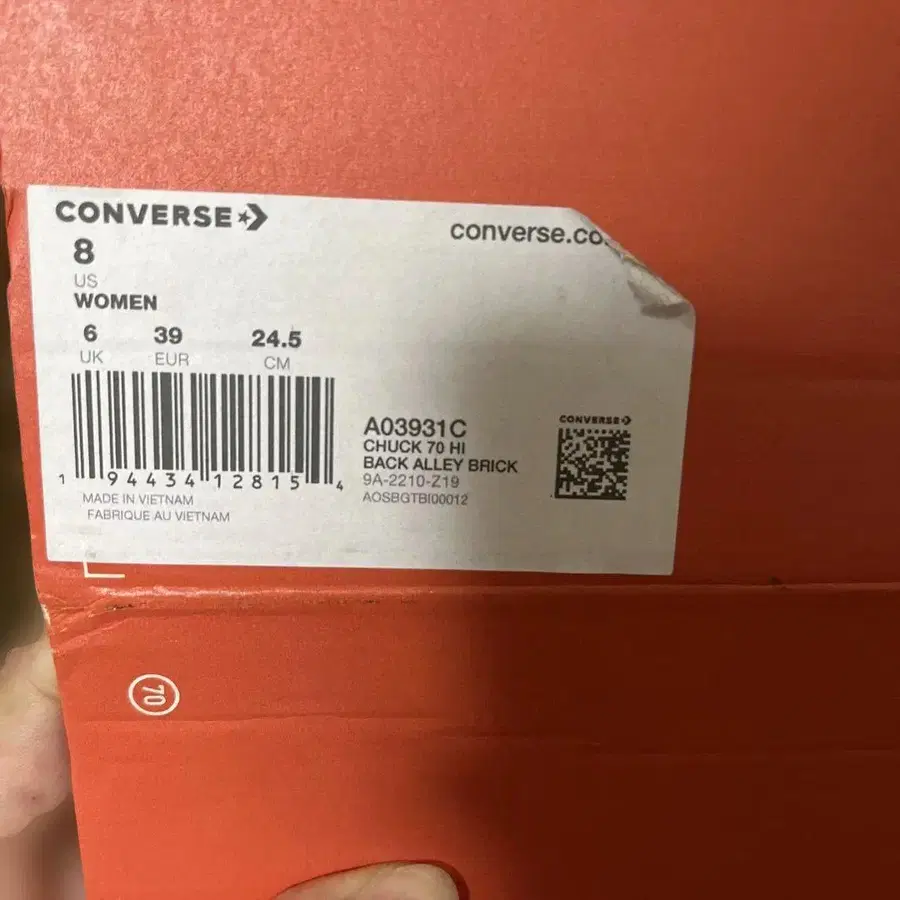 CONVERSE
converse.co
8
US
WOMEN
6 39 24.5
UK EUR CM
1 94434 12815 4
MADE IN VIETNAM
FABRIQUE AU VIETNAM
A03931C
CHUCK 70 HI
BACK ALLEY BRICK
9A-2210-Z19
AOSBGTBI00012
CONVERSE
70